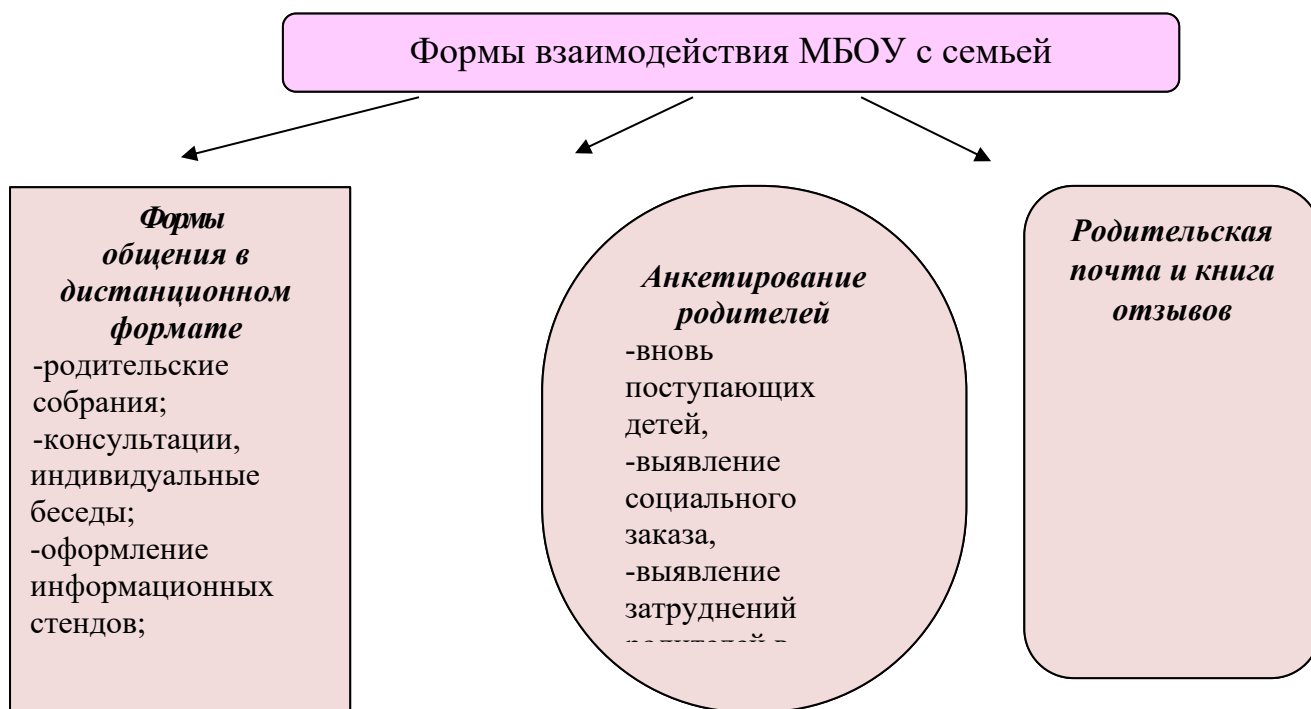 Формы взаимодействия МБОУ с семьей
Формы
общения в
дистанционном
формате
-родительские
собрания;
-консультации,
индивидуальные
беседы;
-оформление
информационных
стендов;
Анкетирование
родителей
-вновь
поступающих
детей,
-выявление
социального
заказа,
-выявление
затруднений
Родительская
почта и книга
отзывов